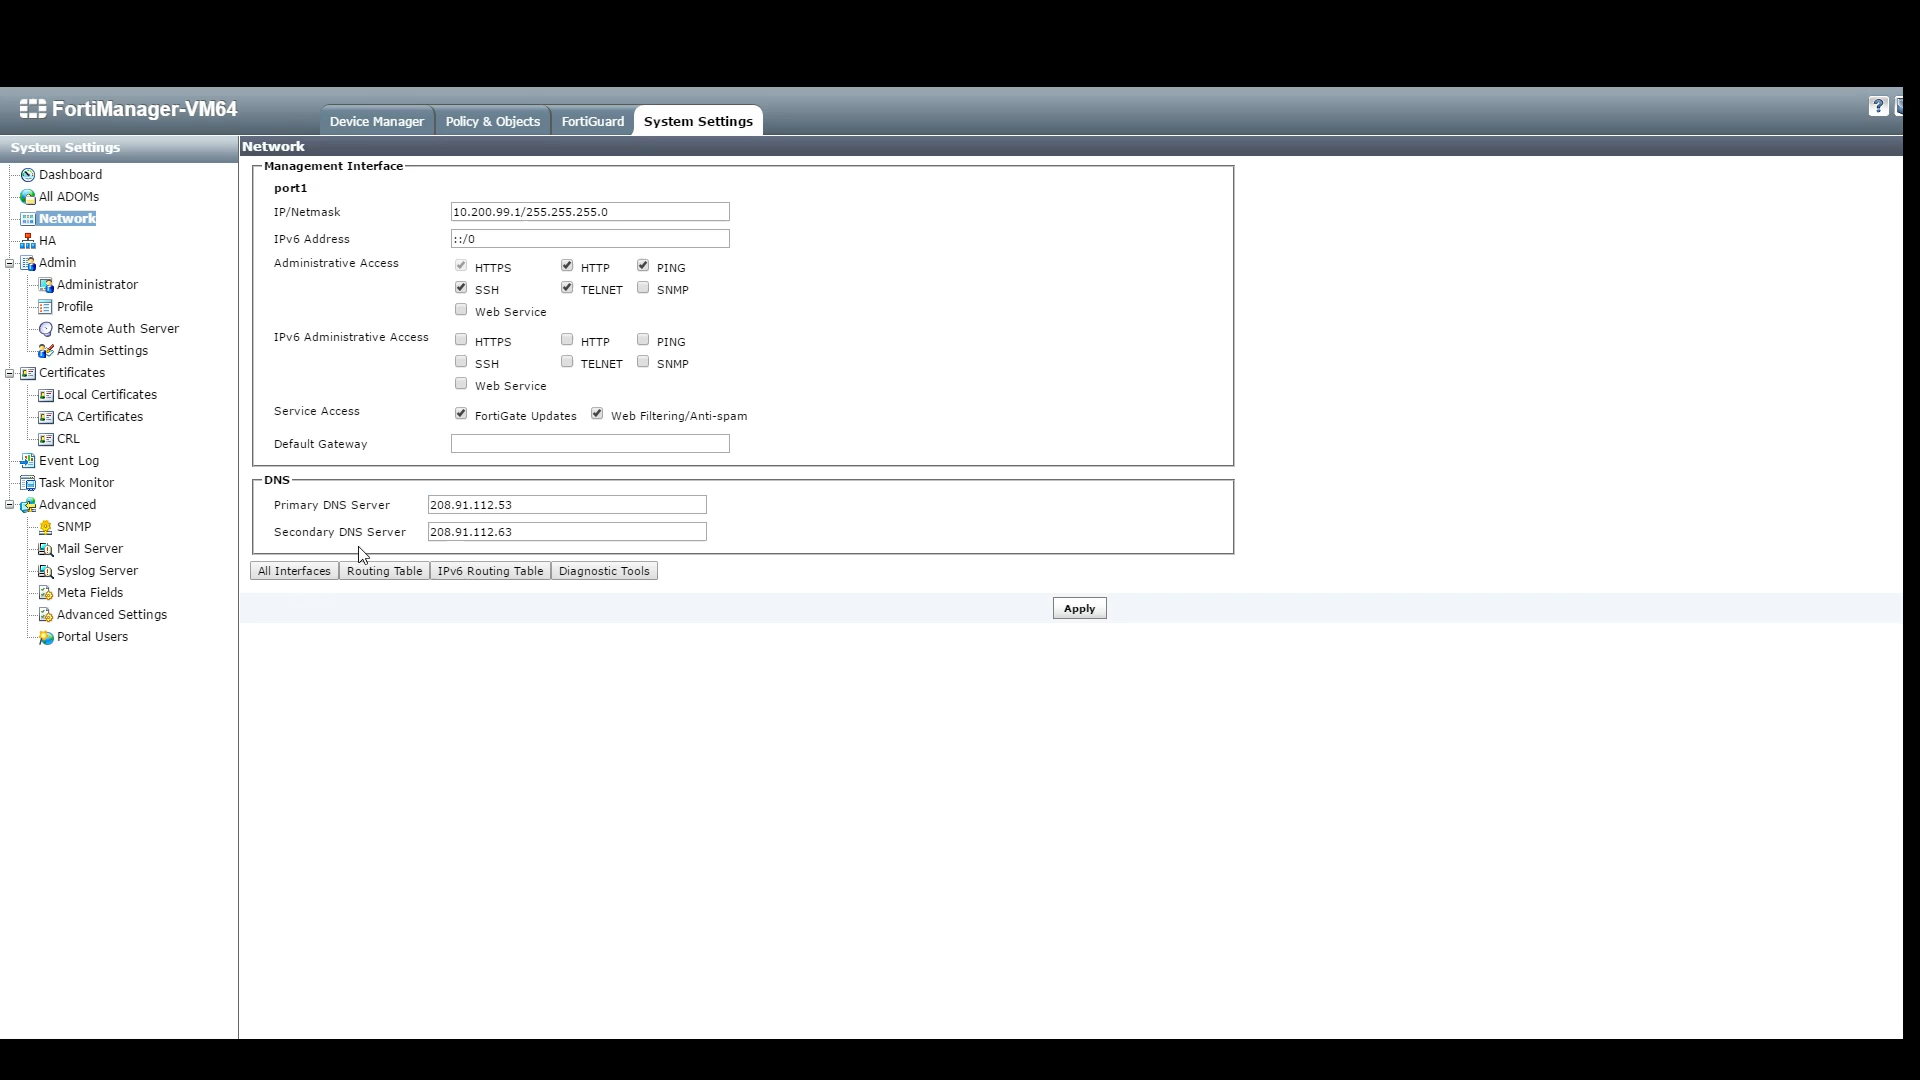 FortiManager-VM64
Device Manager
Policy & Objects
FortiGuard
System Settings
?
System Settings
Dashboard
All ADOMs
Network
HA
Admin
Administrator
Profile
Remote Auth Server
Admin Settings
Certificates
Local Certificates
CA Certificates
CRL
Event Log
Task Monitor
Advanced
SNMP
Mail Server
Syslog Server
Meta Fields
Advanced Settings
Portal Users
Network
Management Interface
port1
IP/Netmask 10.200.99.1/255.255.255.0
IPv6 Address ::/0
Administrative Access HTTPS HTTP PING
SSH TELNET SNMP
Web Service
IPv6 Administrative Access HTTPS HTTP PING
SSH TELNET SNMP
Web Service
Service Access FortiGate Updates Web Filtering/Anti-spam
Default Gateway
DNS
Primary DNS Server 208.91.112.53
Secondary DNS Server 208.91.112.63
All Interfaces Routing Table IPv6 Routing Table Diagnostic Tools
Apply